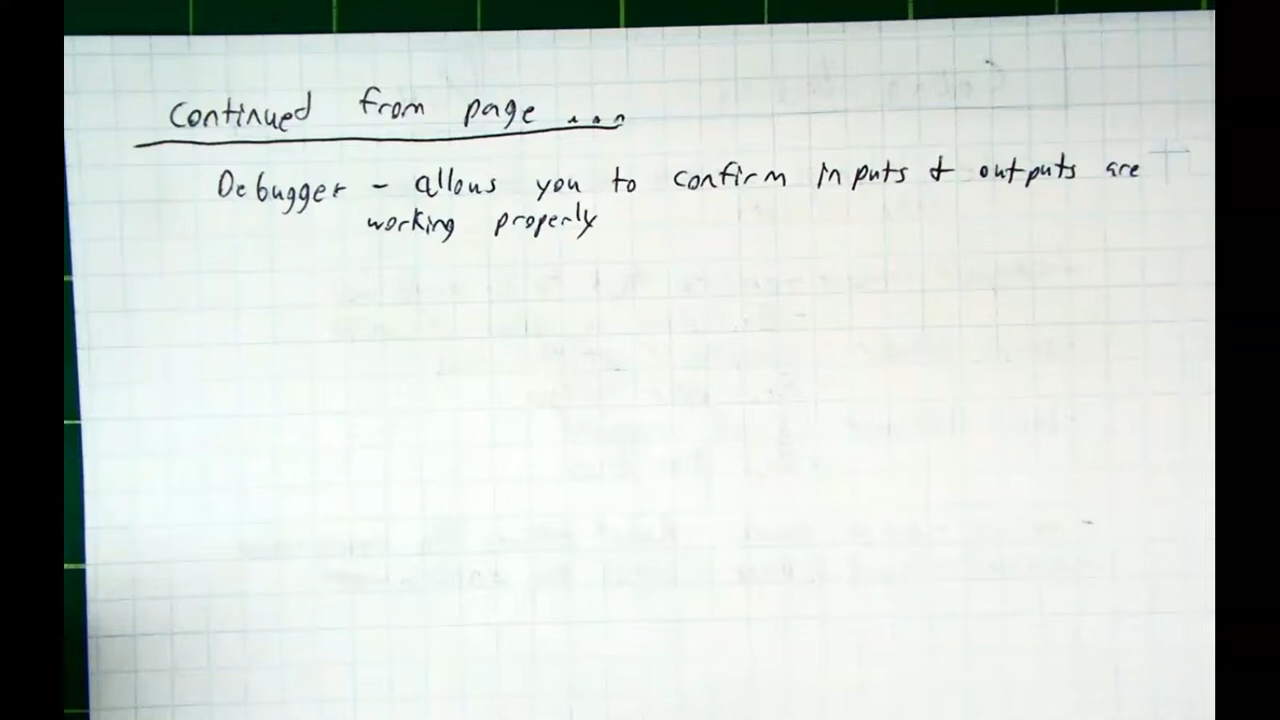 Continued from page ...
Debugger - allows you to confirm inputs & outputs are
working properly